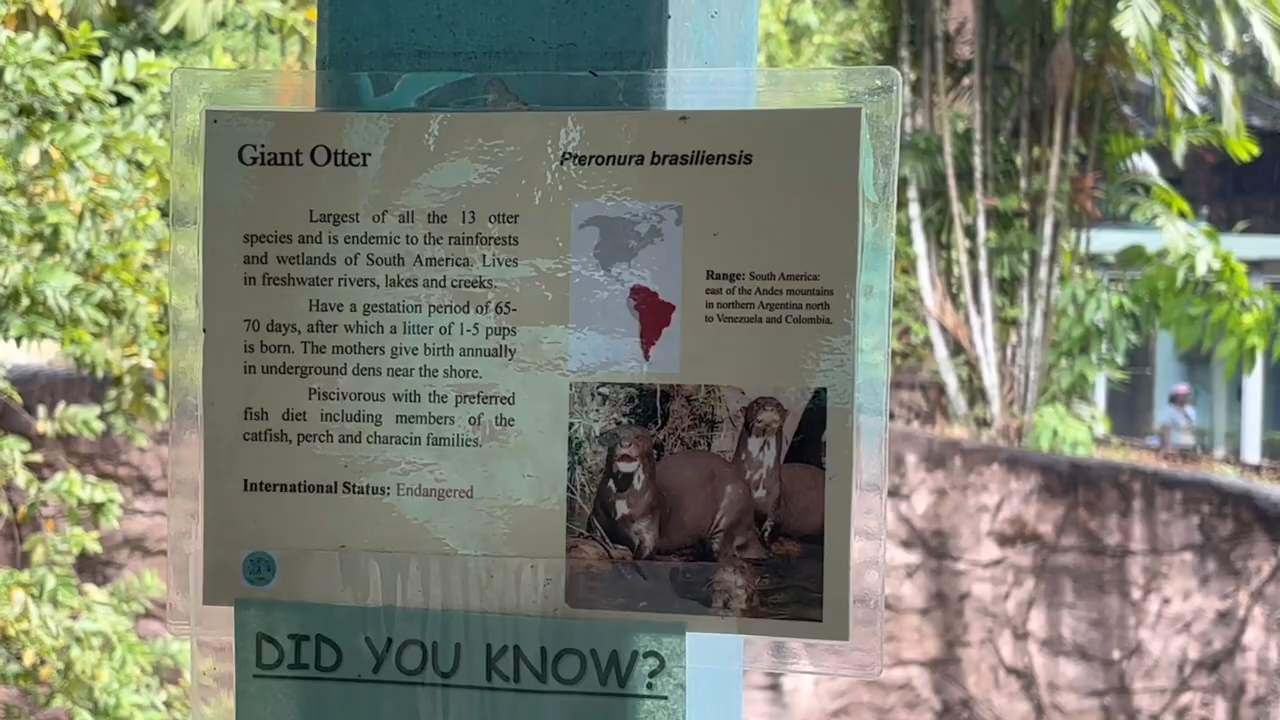 Giant Otter
Pteronura brasiliensis
Largest of all the 13 otter
species and is endemic to the rainforests
and wetlands of South America. Lives
in freshwater rivers, lakes and creeks.
Have a gestation period of 65-
70 days, after which a litter of 1-5 pups
is born. The mothers give birth annually
in underground dens near the shore.
Piscivorous with the preferred
fish diet including members of the
catfish, perch and characin families.
International Status: Endangered
Range: South America:
east of the Andes mountains
in northern Argentina north
to Venezuela and Colombia.
DID YOU KNOW?